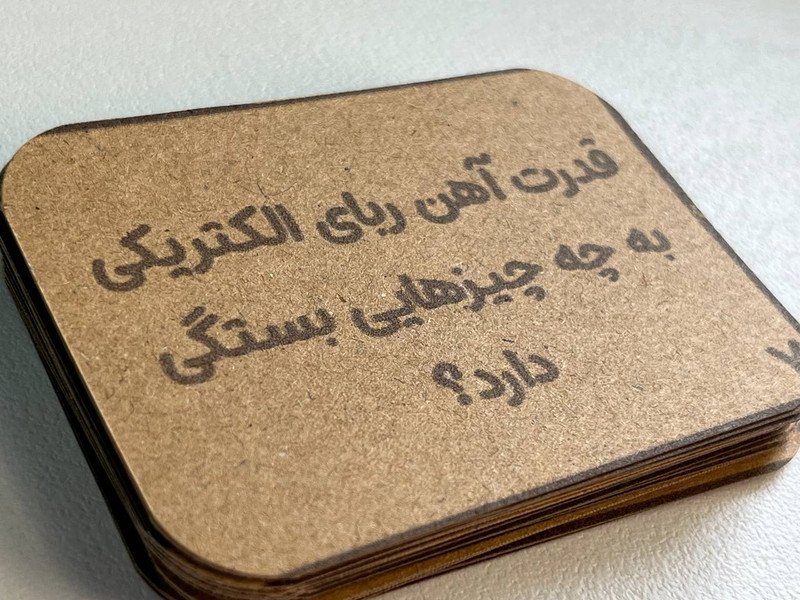 قدرت آهن ربای الکتریکی
به چه چیزهایی بستگی
دارد؟